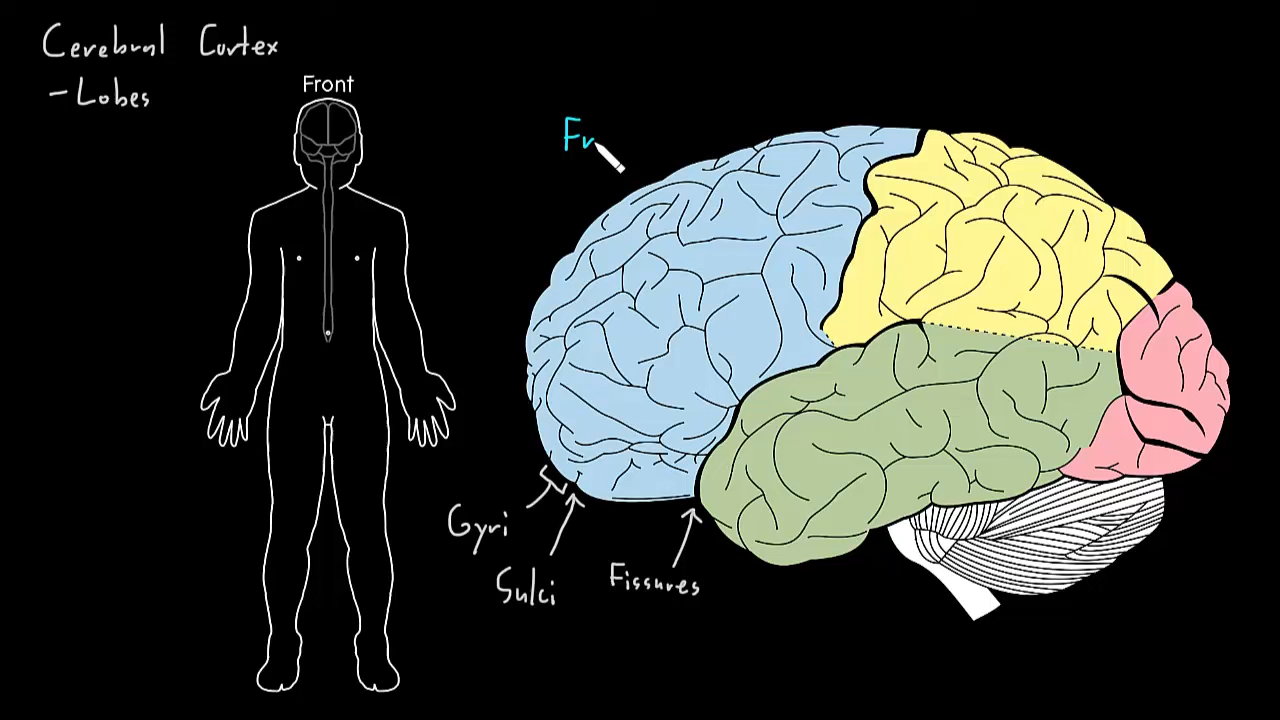 Cerebral Cortex
- Lobes
Front
Fr
Gyri
Sulci
Fissures